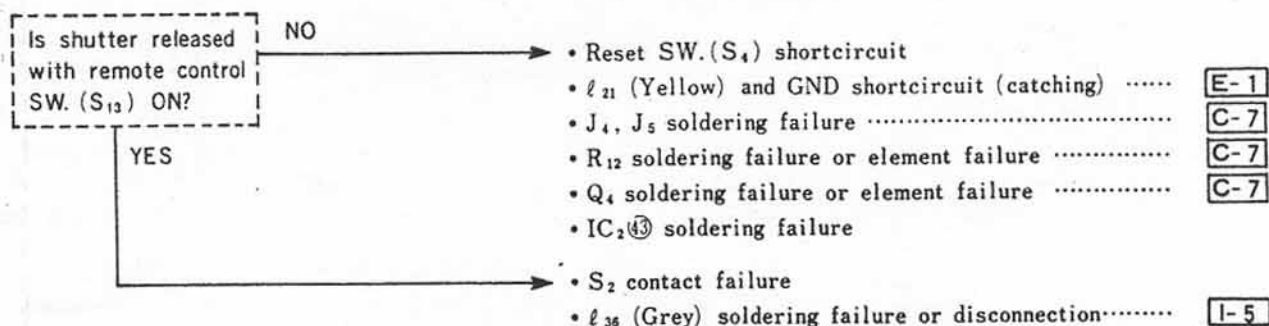 Is shutter released
with remote control
SW. (S₁₃) ON?
NO
• Reset SW. (S₄) shortcircuit
• ℓ₂₁ (Yellow) and GND shortcircuit (catching) ······ E-1
• J₄, J₅ soldering failure ······ C-7
• R₁₂ soldering failure or element failure ······ C-7
• Q₄ soldering failure or element failure ······ C-7
• IC₂㊸ soldering failure
YES
• S₂ contact failure
• ℓ₃₆ (Grey) soldering failure or disconnection ······ I-5